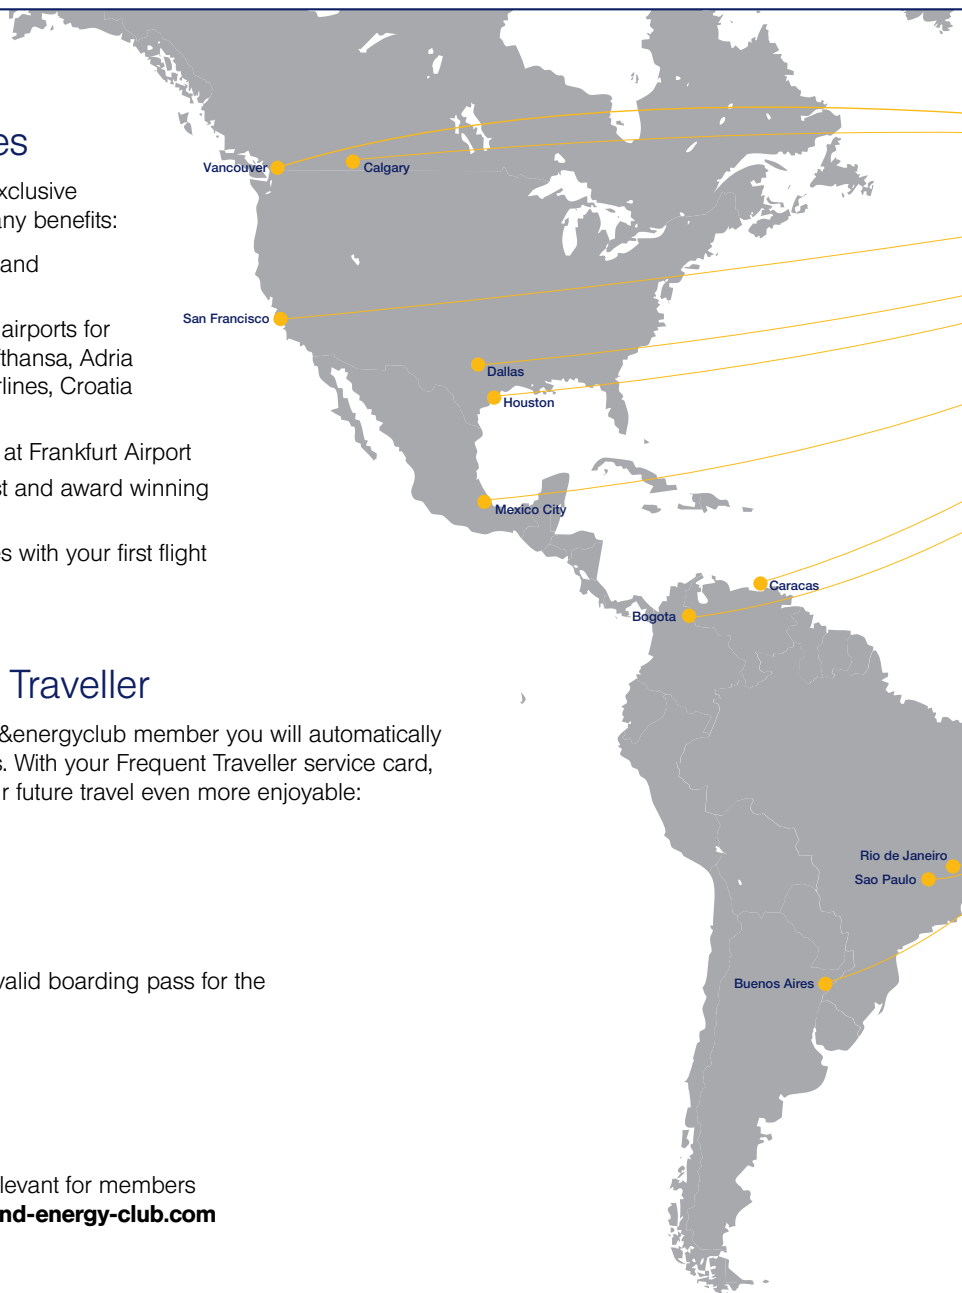 es
xclusive
any benefits:
and
airports for
fthansa, Adria
rlines, Croatia
at Frankfurt Airport
st and award winning
s with your first flight
Traveller
&energyclub member you will automatically
s. With your Frequent Traveller service card,
r future travel even more enjoyable:
valid boarding pass for the
levant for members
nd-energy-club.com
Vancouver
Calgary
San Francisco
Dallas
Houston
Mexico City
Caracas
Bogota
Rio de Janeiro
Sao Paulo
Buenos Aires